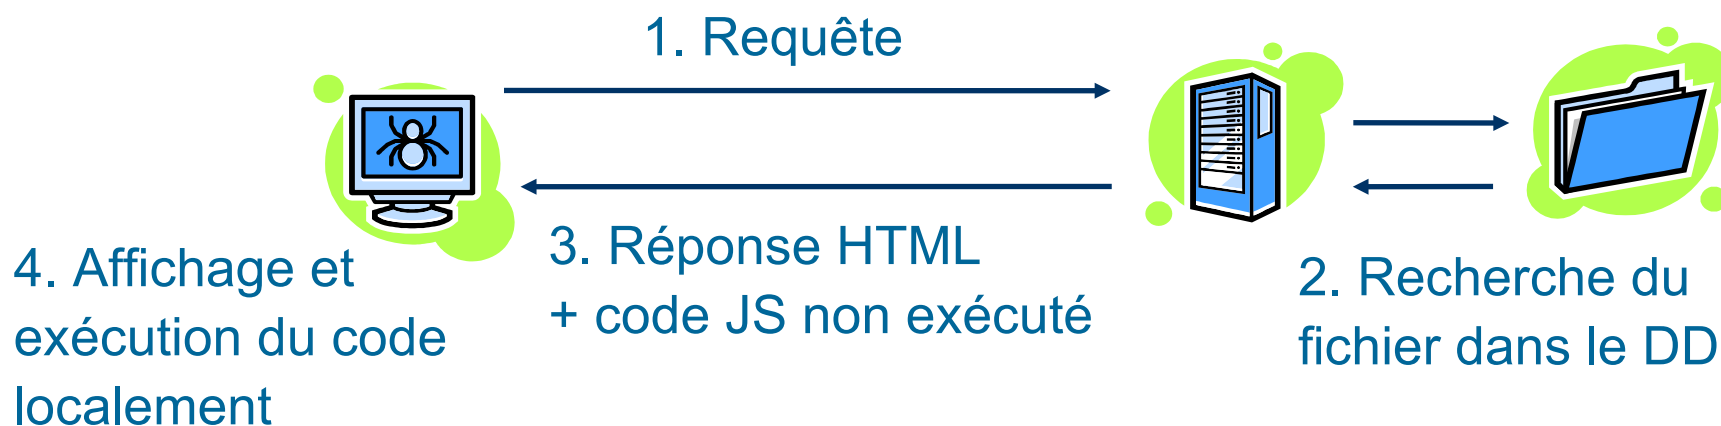 1. Requête
3. Réponse HTML
+ code JS non exécuté
2. Recherche du
fichier dans le DD
4. Affichage et
exécution du code
localement